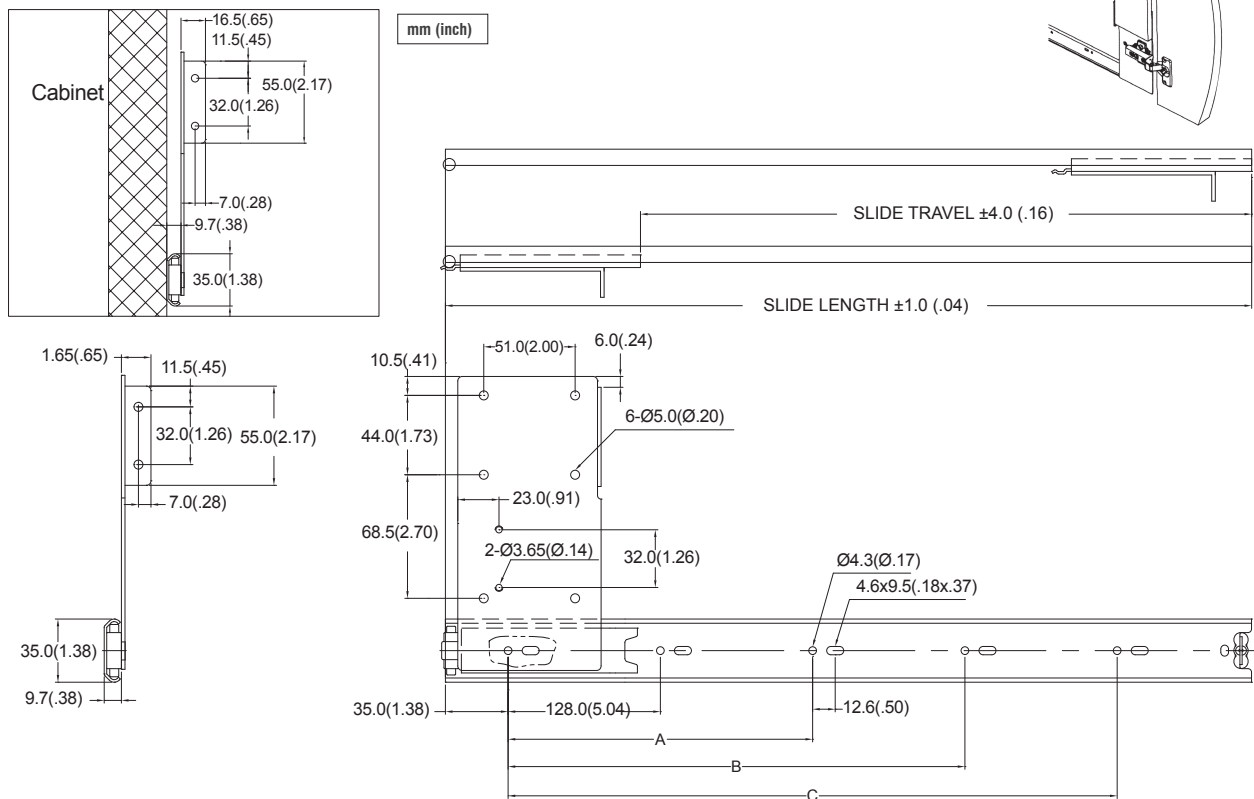 16.5(.65)
11.5(.45)
55.0(2.17)
32.0(1.26)
Cabinet
7.0(.28)
9.7(.38)
35.0(1.38)
mm (inch)
SLIDE TRAVEL ±4.0 (.16)
SLIDE LENGTH ±1.0 (.04)
1.65(.65)
11.5(.45)
32.0(1.26)
55.0(2.17)
7.0(.28)
35.0(1.38)
9.7(.38)
10.5(.41)
51.0(2.00)
6.0(.24)
44.0(1.73)
6-Ø5.0(Ø.20)
23.0(.91)
68.5(2.70)
2-Ø3.65(Ø.14)
32.0(1.26)
Ø4.3(Ø.17)
4.6x9.5(.18x.37)
35.0(1.38)
128.0(5.04)
12.6(.50)
A
B
C